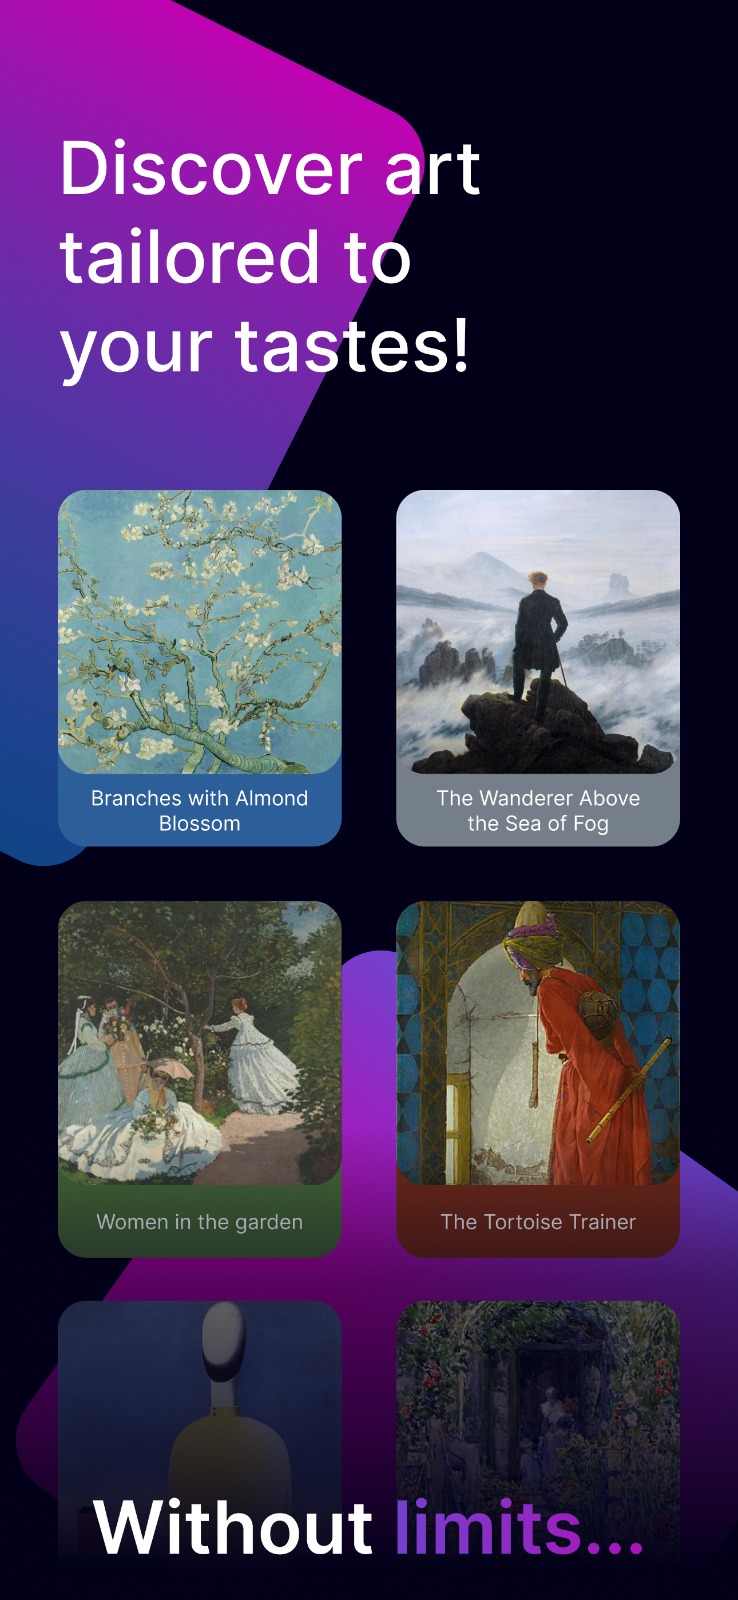 Discover art
tailored to
your tastes!
Branches with Almond
Blossom
The Wanderer Above
the Sea of Fog
Women in the garden
The Tortoise Trainer
Without limits...